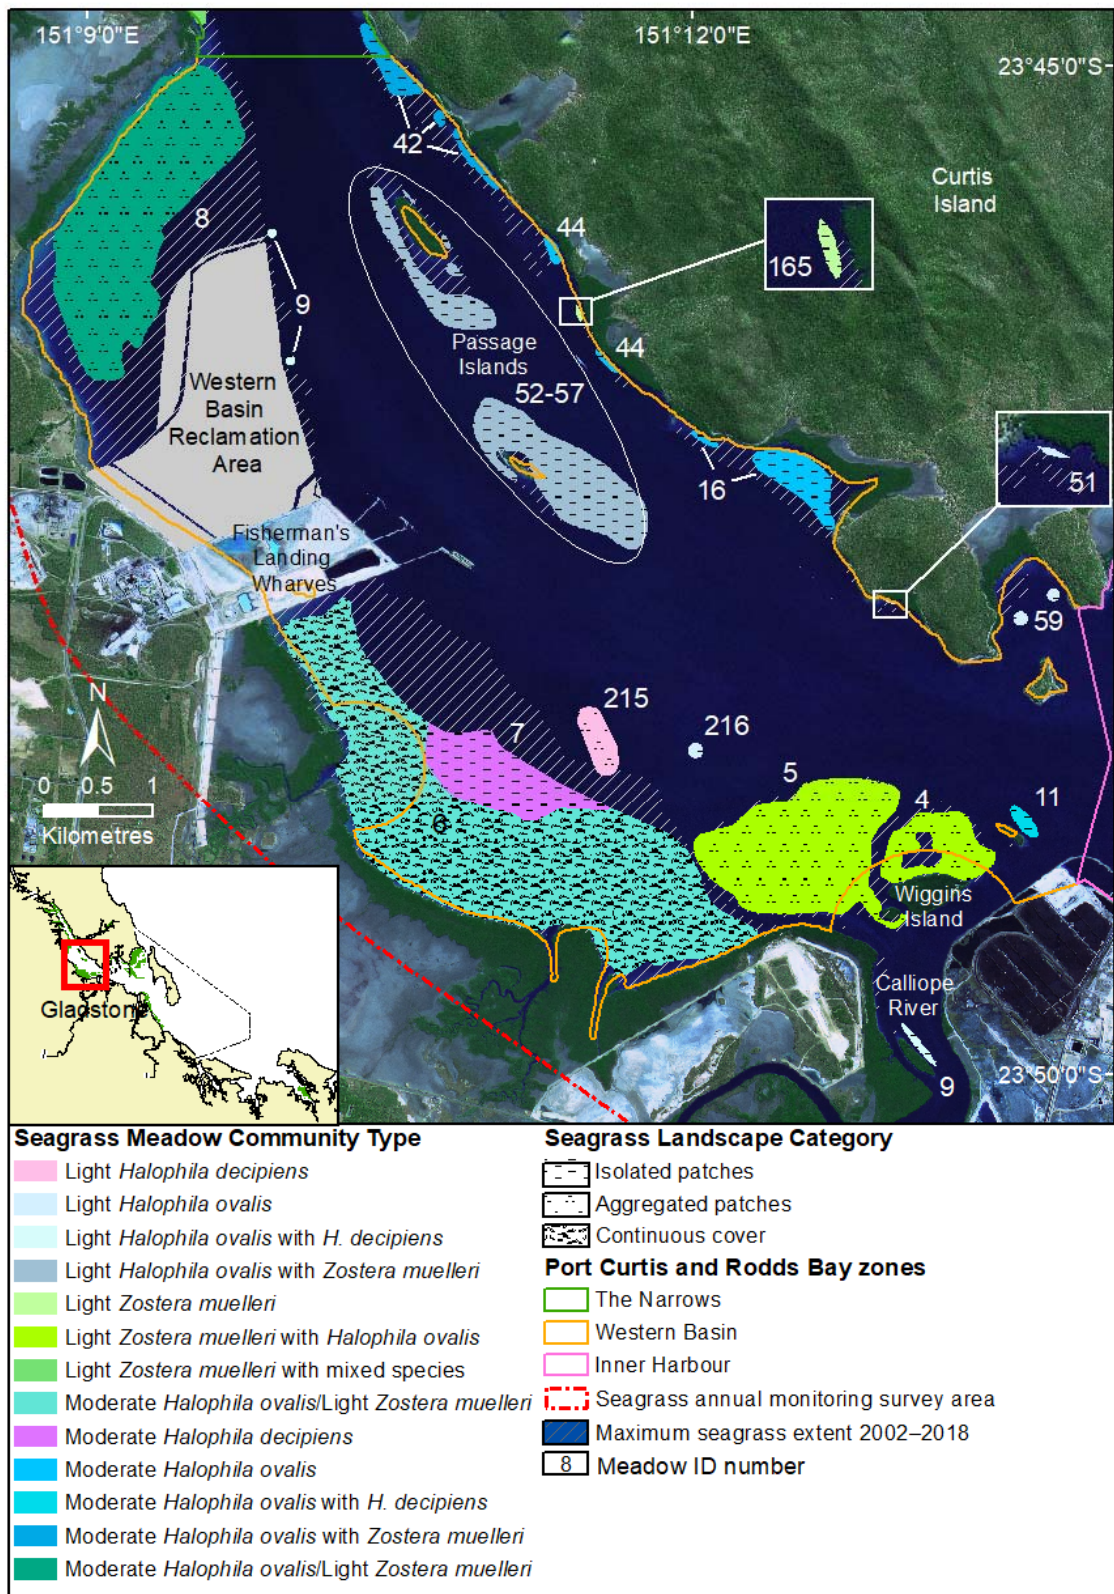 151°9'0"E
151°12'0"E
23°45'0"S
42
Curtis
Island
8
44
165
9
Passage
Islands
44
52-57
Western
Basin
Reclamation
Area
16
51
Fisherman's
Landing
Wharves
59
N
215
7
216
5
4
11
0 0.5 1
Kilometres
6
Wiggins
Island
Calliope
River
Gladstone
9
23°50'0"S
Seagrass Meadow Community Type
Light Halophila decipiens
Light Halophila ovalis
Light Halophila ovalis with H. decipiens
Light Halophila ovalis with Zostera muelleri
Light Zostera muelleri
Light Zostera muelleri with Halophila ovalis
Light Zostera muelleri with mixed species
Moderate Halophila ovalis/Light Zostera muelleri
Moderate Halophila decipiens
Moderate Halophila ovalis
Moderate Halophila ovalis with H. decipiens
Moderate Halophila ovalis with Zostera muelleri
Moderate Halophila ovalis/Light Zostera muelleri
Seagrass Landscape Category
Isolated patches
Aggregated patches
Continuous cover
Port Curtis and Rodds Bay zones
The Narrows
Western Basin
Inner Harbour
Seagrass annual monitoring survey area
Maximum seagrass extent 2002–2018
8 Meadow ID number